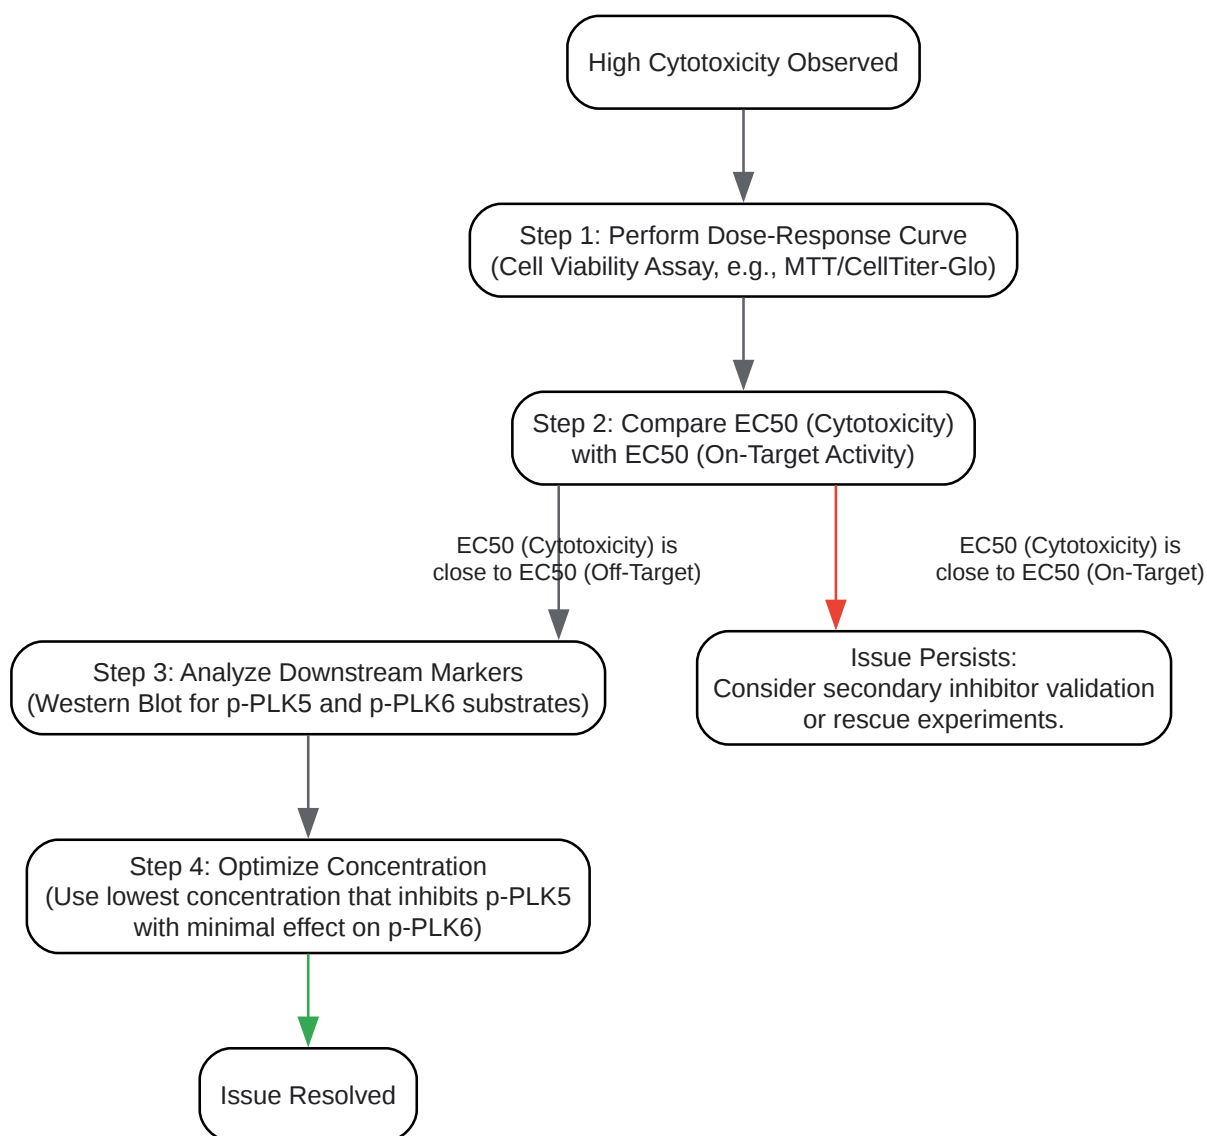 High Cytotoxicity Observed
Step 1: Perform Dose-Response Curve
(Cell Viability Assay, e.g., MTT/CellTiter-Glo)
Step 2: Compare EC50 (Cytotoxicity)
with EC50 (On-Target Activity)
EC50 (Cytotoxicity) is
close to EC50 (Off-Target)
EC50 (Cytotoxicity) is
close to EC50 (On-Target)
Step 3: Analyze Downstream Markers
(Western Blot for p-PLK5 and p-PLK6 substrates)
Issue Persists:
Consider secondary inhibitor validation
or rescue experiments.
Step 4: Optimize Concentration
(Use lowest concentration that inhibits p-PLK5
with minimal effect on p-PLK6)
Issue Resolved